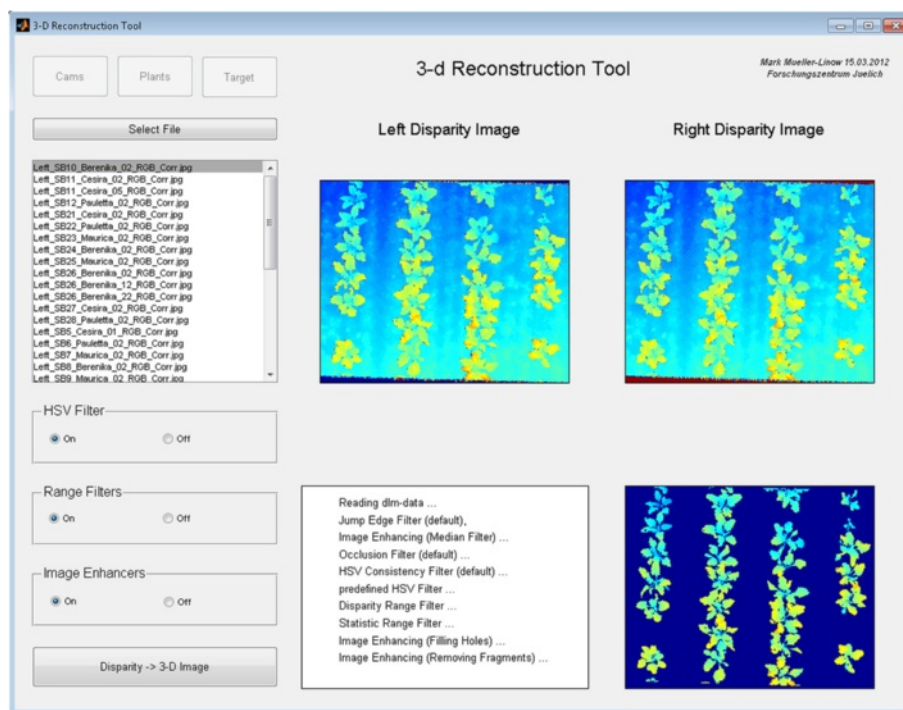 3-D Reconstruction Tool
Cams
Plants
Target
3-d Reconstruction Tool
Mark Mueller-Linow 15.03.2012
Forschungszentrum Juelich
Select File
Left Disparity Image
Right Disparity Image
Left_SB10_Berenika_02_RGB_Corr.jpg
Left_SB11_Cesira_02_RGB_Corr.jpg
Left_SB11_Cesira_05_RGB_Corr.jpg
Left_SB12_Pauletta_02_RGB_Corr.jpg
Left_SB21_Cesira_02_RGB_Corr.jpg
Left_SB22_Pauletta_02_RGB_Corr.jpg
Left_SB23_Maurica_02_RGB_Corr.jpg
Left_SB24_Berenika_02_RGB_Corr.jpg
Left_SB25_Maurica_02_RGB_Corr.jpg
Left_SB26_Berenika_02_RGB_Corr.jpg
Left_SB26_Berenika_12_RGB_Corr.jpg
Left_SB26_Berenika_22_RGB_Corr.jpg
Left_SB27_Cesira_02_RGB_Corr.jpg
Left_SB28_Pauletta_02_RGB_Corr.jpg
Left_SB5_Cesira_01_RGB_Corr.jpg
Left_SB6_Pauletta_02_RGB_Corr.jpg
Left_SB7_Maurica_02_RGB_Corr.jpg
Left_SB8_Berenika_02_RGB_Corr.jpg
Left_SB9_Maurica_02_RGB_Corr.jpg
HSV Filter
On
Off
Range Filters
On
Off
Image Enhancers
On
Off
Disparity -> 3-D Image
Reading dlm-data ...
Jump Edge Filter (default),
Image Enhancing (Median Filter) ...
Occlusion Filter (default) ...
HSV Consistency Filter (default) ...
predefined HSV Filter ...
Disparity Range Filter ...
Statistic Range Filter ...
Image Enhancing (Filling Holes) ...
Image Enhancing (Removing Fragments) ...